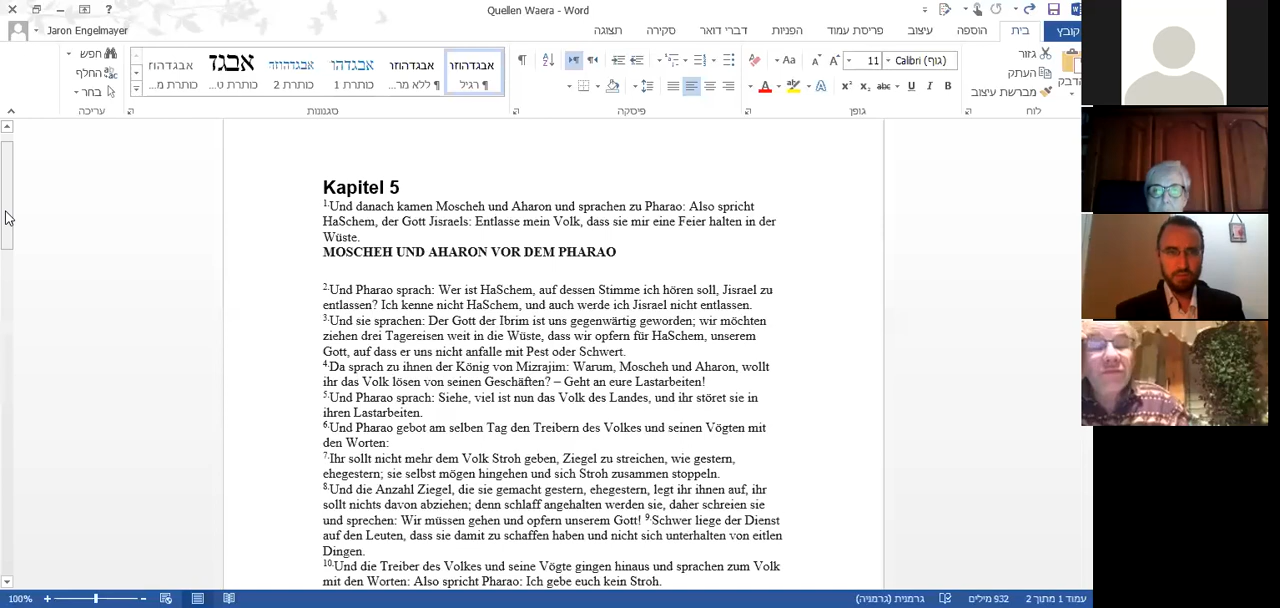 Quellen Waera - Word
?
Jaron Engelmayer
קובץ
בית
הוספה
עיצוב
פריסת עמוד
הפניות
דברי דואר
סקירה
תצוגה
גזור
העתק
מברשת עיצוב
הדבק
לוח
Calibri (גוף)
11
Aa
B I U abc x₂ x²
גופן
פיסקה
אבגדהוזר
¶ רגיל
אבגדהוזר
¶ ללא מר...
אבגדהו
כותרת 1
אבגדהוזר
כותרת 2
אבגד
כותרת ט...
אבגדהוזר
כותרת מ...
סגנונות
חפש
החלף
בחר
עריכה
Kapitel 5
1.Und danach kamen Moscheh und Aharon und sprachen zu Pharao: Also spricht
HaSchem, der Gott Jisraels: Entlasse mein Volk, dass sie mir eine Feier halten in der
Wüste.
MOSCHEH UND AHARON VOR DEM PHARAO
2.Und Pharao sprach: Wer ist HaSchem, auf dessen Stimme ich hören soll, Jisrael zu
entlassen? Ich kenne nicht HaSchem, und auch werde ich Jisrael nicht entlassen.
3.Und sie sprachen: Der Gott der Ibrim ist uns gegenwärtig geworden; wir möchten
ziehen drei Tagereisen weit in die Wüste, dass wir opfern für HaSchem, unserem
Gott, auf dass er uns nicht anfalle mit Pest oder Schwert.
4.Da sprach zu ihnen der König von Mizrajim: Warum, Moscheh und Aharon, wollt
ihr das Volk lösen von seinen Geschäften? – Geht an eure Lastarbeiten!
5.Und Pharao sprach: Siehe, viel ist nun das Volk des Landes, und ihr störet sie in
ihren Lastarbeiten.
6.Und Pharao gebot am selben Tag den Treibern des Volkes und seinen Vögten mit
den Worten:
7.Ihr sollt nicht mehr dem Volk Stroh geben, Ziegel zu streichen, wie gestern,
ehegestern; sie selbst mögen hingehen und sich Stroh zusammen stoppeln.
8.Und die Anzahl Ziegel, die sie gemacht gestern, ehegestern, legt ihr ihnen auf, ihr
sollt nichts davon abziehen; denn schlaff angehalten werden sie, daher schreien sie
und sprechen: Wir müssen gehen und opfern unserem Gott! 9.Schwer liege der Dienst
auf den Leuten, dass sie damit zu schaffen haben und nicht sich unterhalten von eitlen
Dingen.
10.Und die Treiber des Volkes und seine Vögte gingen hinaus und sprachen zum Volk
mit den Worten: Also spricht Pharao: Ich gebe euch kein Stroh.
עמוד 1 מתוך 2
932 מילים
גרמנית (גרמניה)
100%